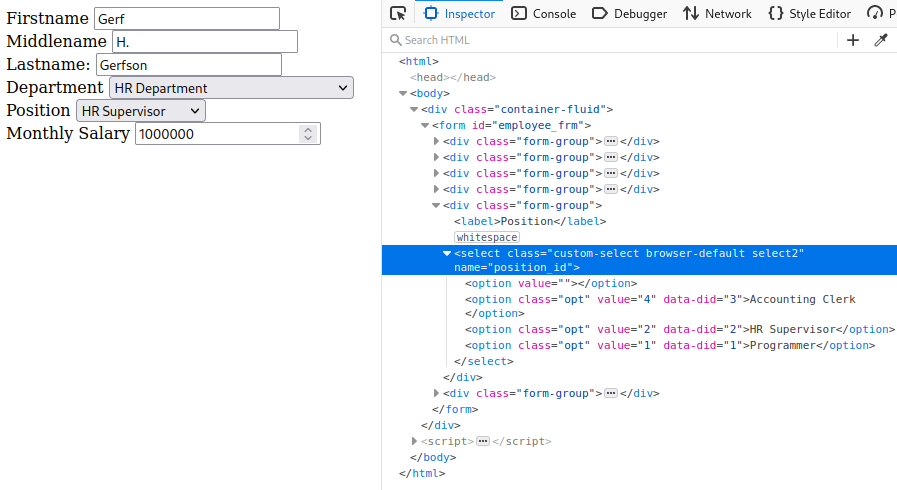 Firstname Gerf
Middlename H.
Lastname: Gerfson
Department HR Department
Position HR Supervisor
Monthly Salary 1000000
Inspector Console Debugger Network Style Editor P
Search HTML
<html>
<head></head>
<body>
<div class="container-fluid">
<form id="employee_frm">
<div class="form-group"></div>
<div class="form-group"></div>
<div class="form-group"></div>
<div class="form-group"></div>
<div class="form-group">
<label>Position</label>
whitespace
<select class="custom-select browser-default select2"
name="position_id">
<option value=""></option>
<option class="opt" value="4" data-did="3">Accounting Clerk
</option>
<option class="opt" value="2" data-did="2">HR Supervisor</option>
<option class="opt" value="1" data-did="1">Programmer</option>
</select>
</div>
<div class="form-group"></div>
</form>
</div>
<script></script>
</body>
</html>